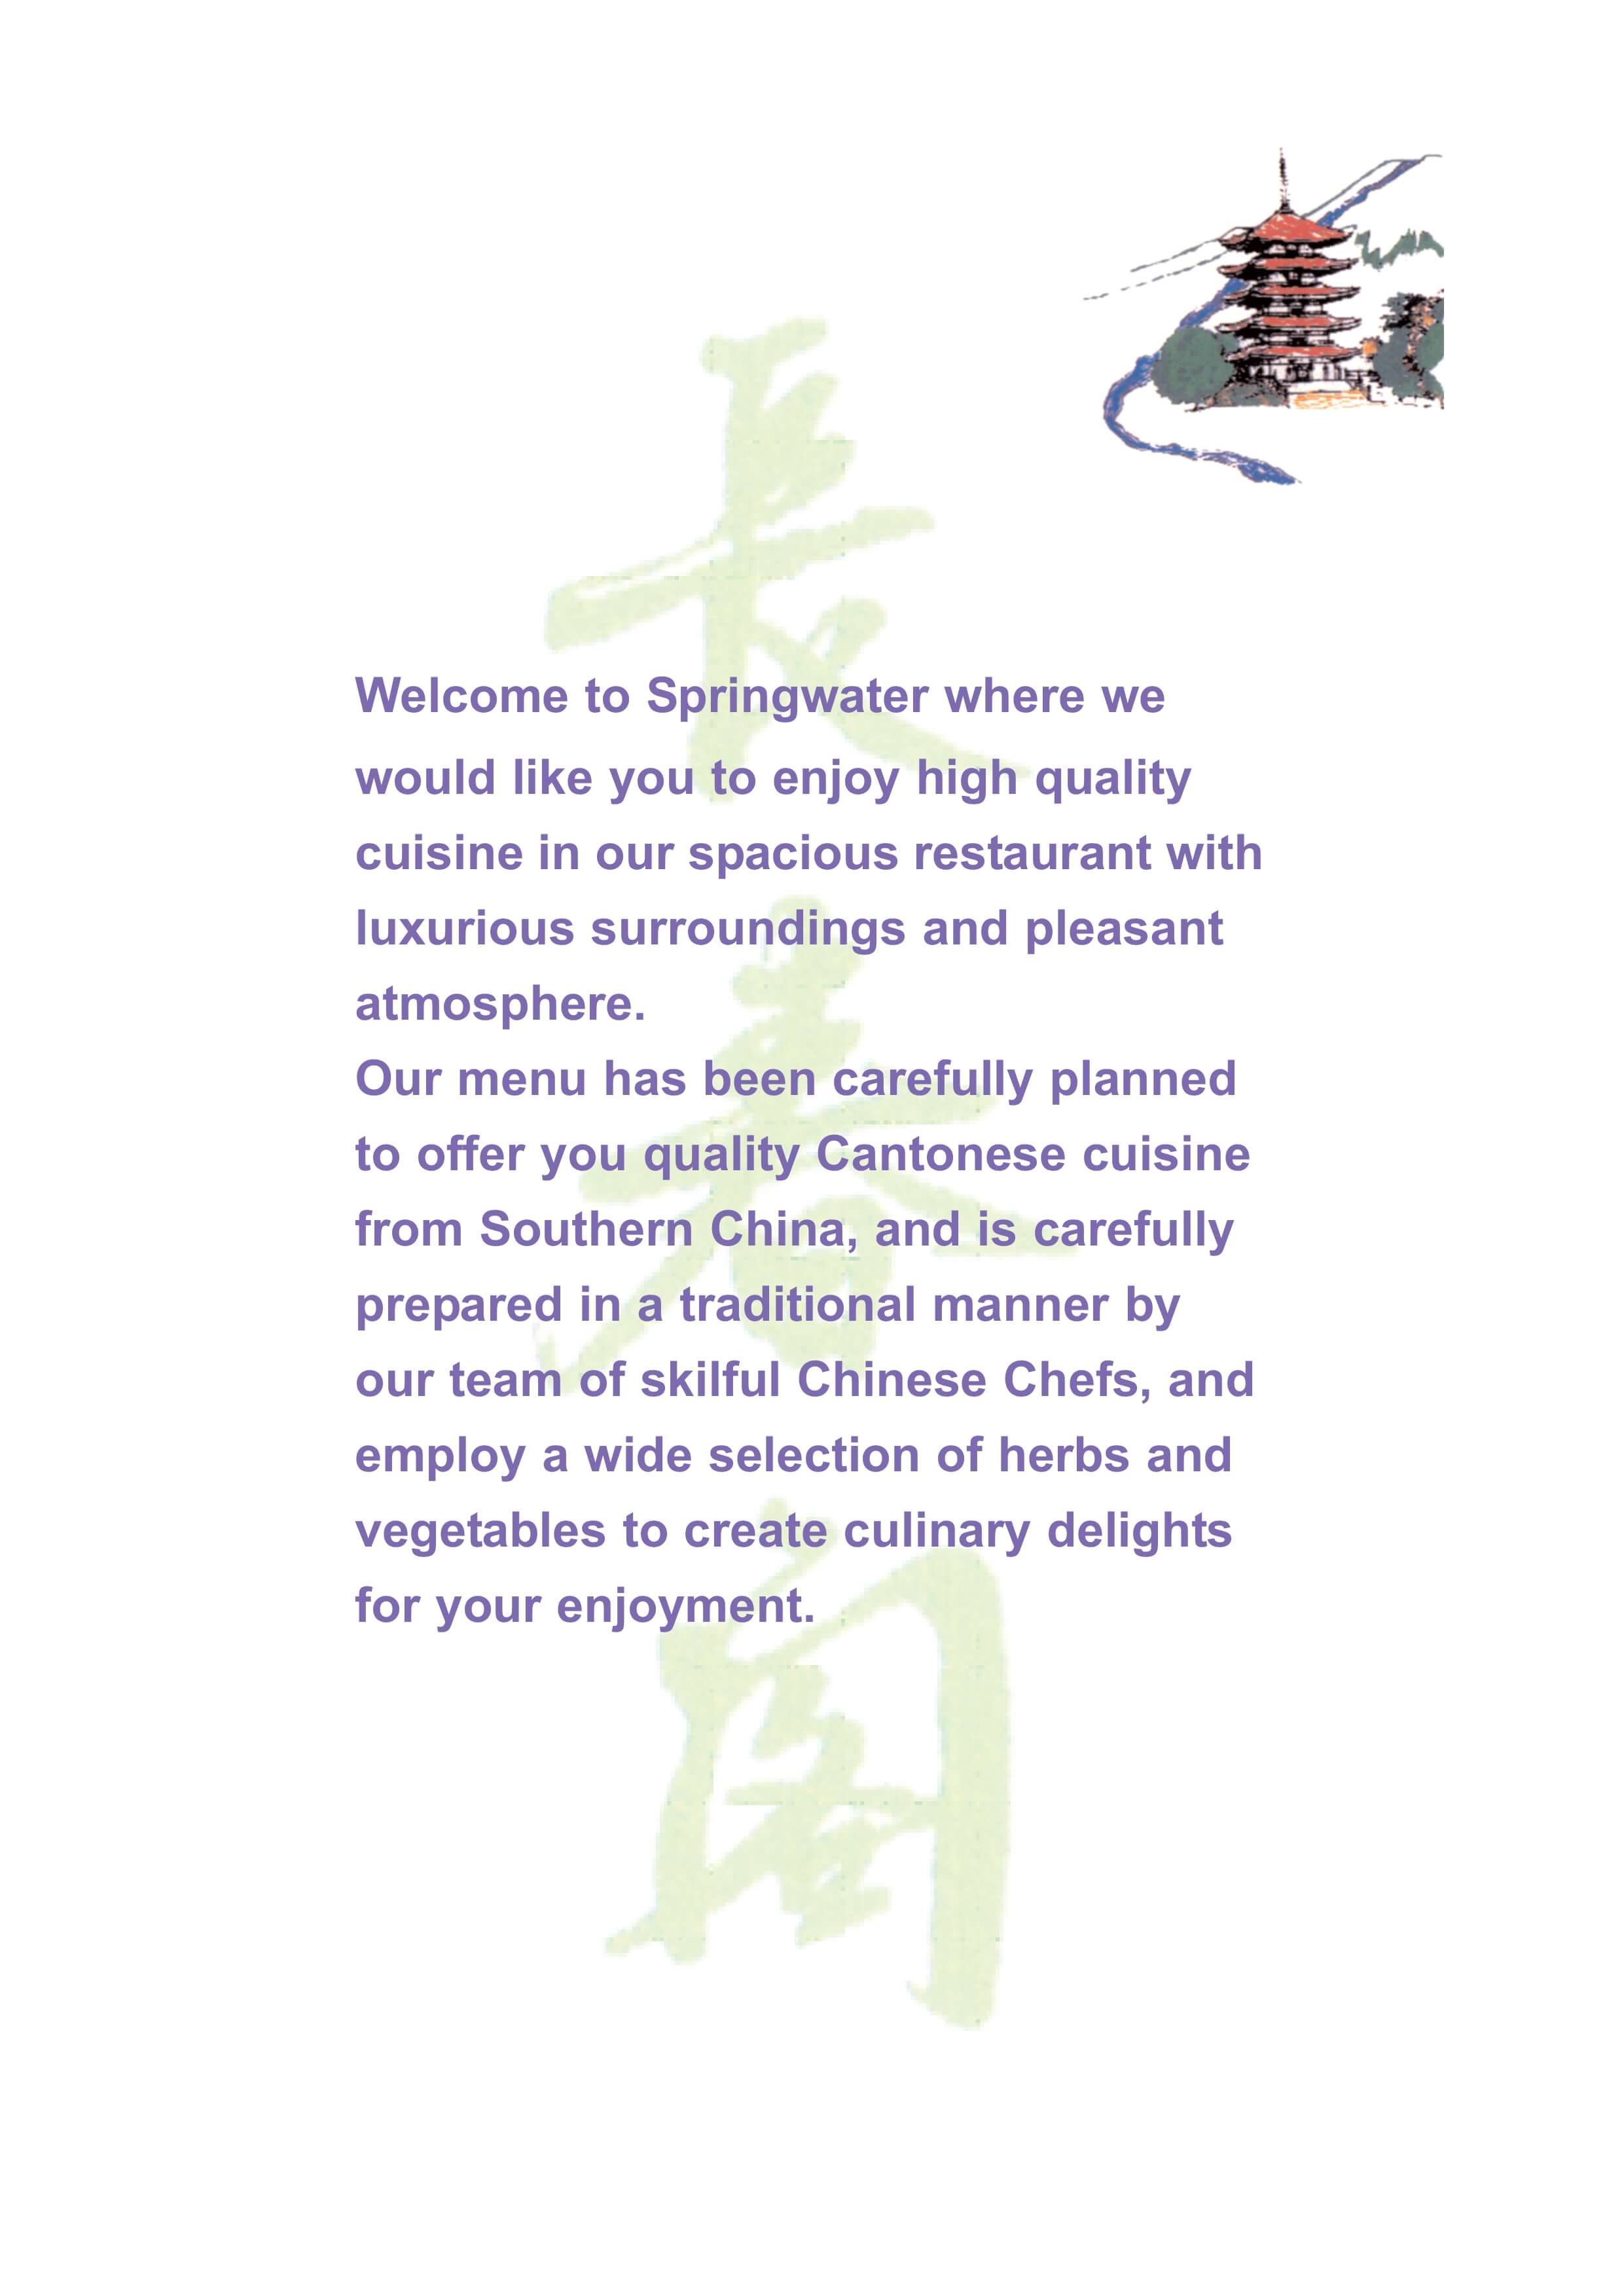 長
春
閣
Welcome to Springwater where we
would like you to enjoy high quality
cuisine in our spacious restaurant with
luxurious surroundings and pleasant
atmosphere.
Our menu has been carefully planned
to offer you quality Cantonese cuisine
from Southern China, and is carefully
prepared in a traditional manner by
our team of skilful Chinese Chefs, and
employ a wide selection of herbs and
vegetables to create culinary delights
for your enjoyment.